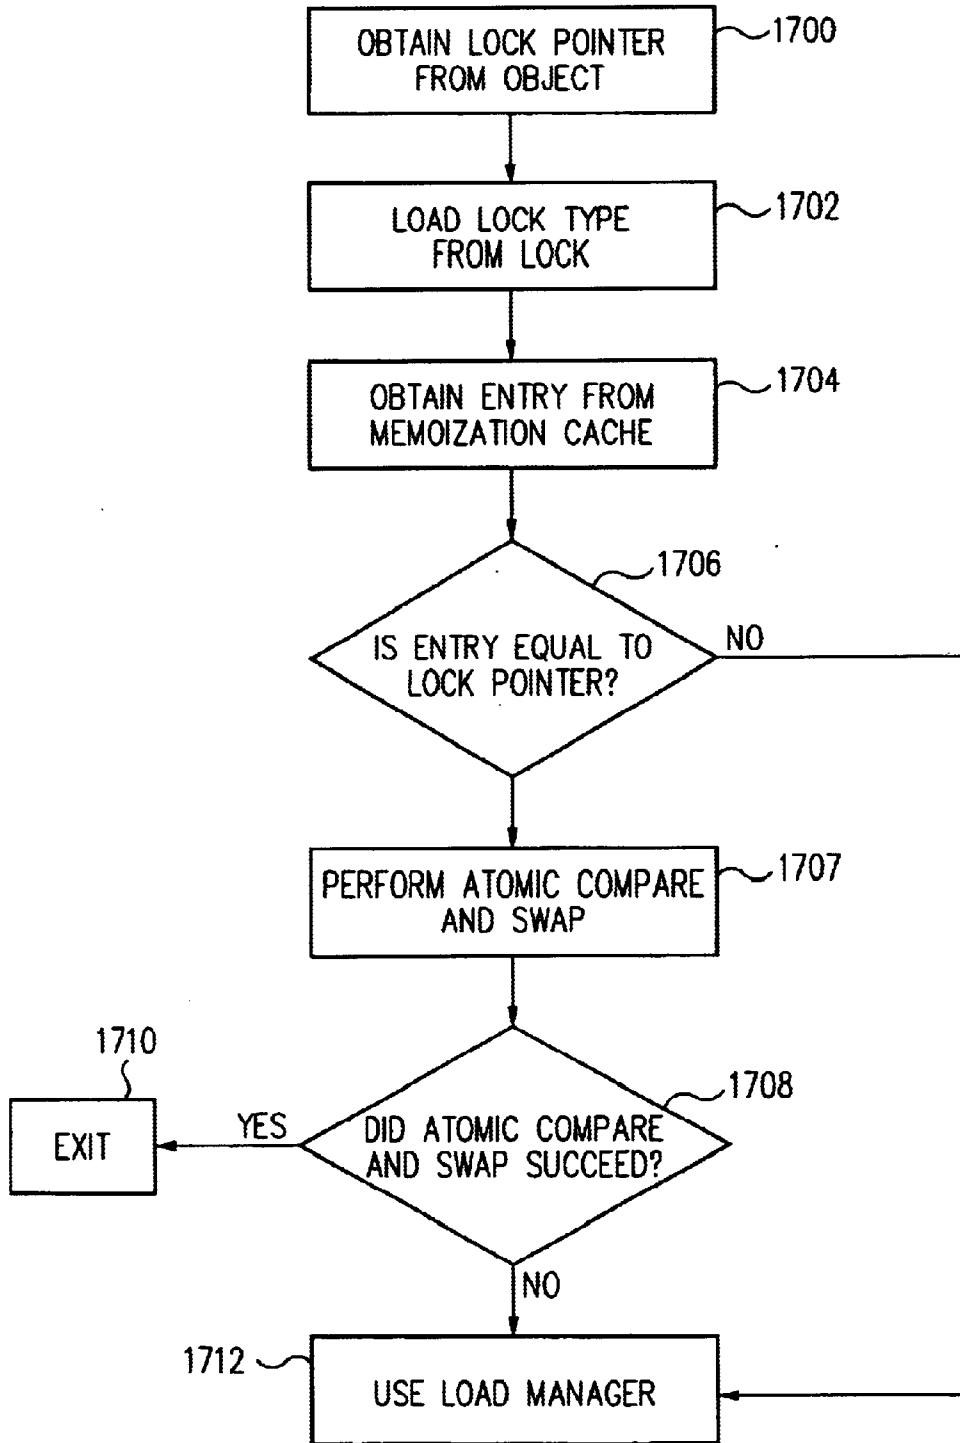 OBTAIN LOCK POINTER
FROM OBJECT
1700
LOAD LOCK TYPE
FROM LOCK
1702
OBTAIN ENTRY FROM
MEMOIZATION CACHE
1704
1706
IS ENTRY EQUAL TO
LOCK POINTER?
NO
PERFORM ATOMIC COMPARE
AND SWAP
1707
1710
EXIT
YES
1708
DID ATOMIC COMPARE
AND SWAP SUCCEED?
NO
1712
USE LOAD MANAGER